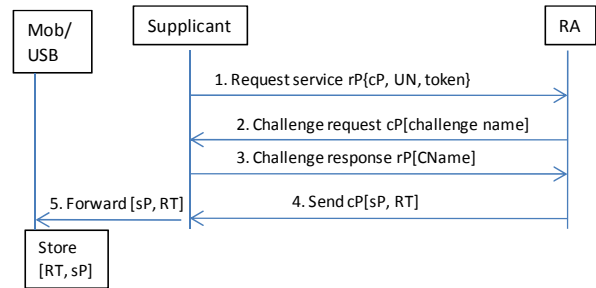 Mob/
USB
Supplicant
RA
1. Request service rP{cP, UN, token}
2. Challenge request cP[challenge name]
3. Challenge response rP[CName]
5. Forward [sP, RT]
4. Send cP[sP, RT]
Store
[RT, sP]